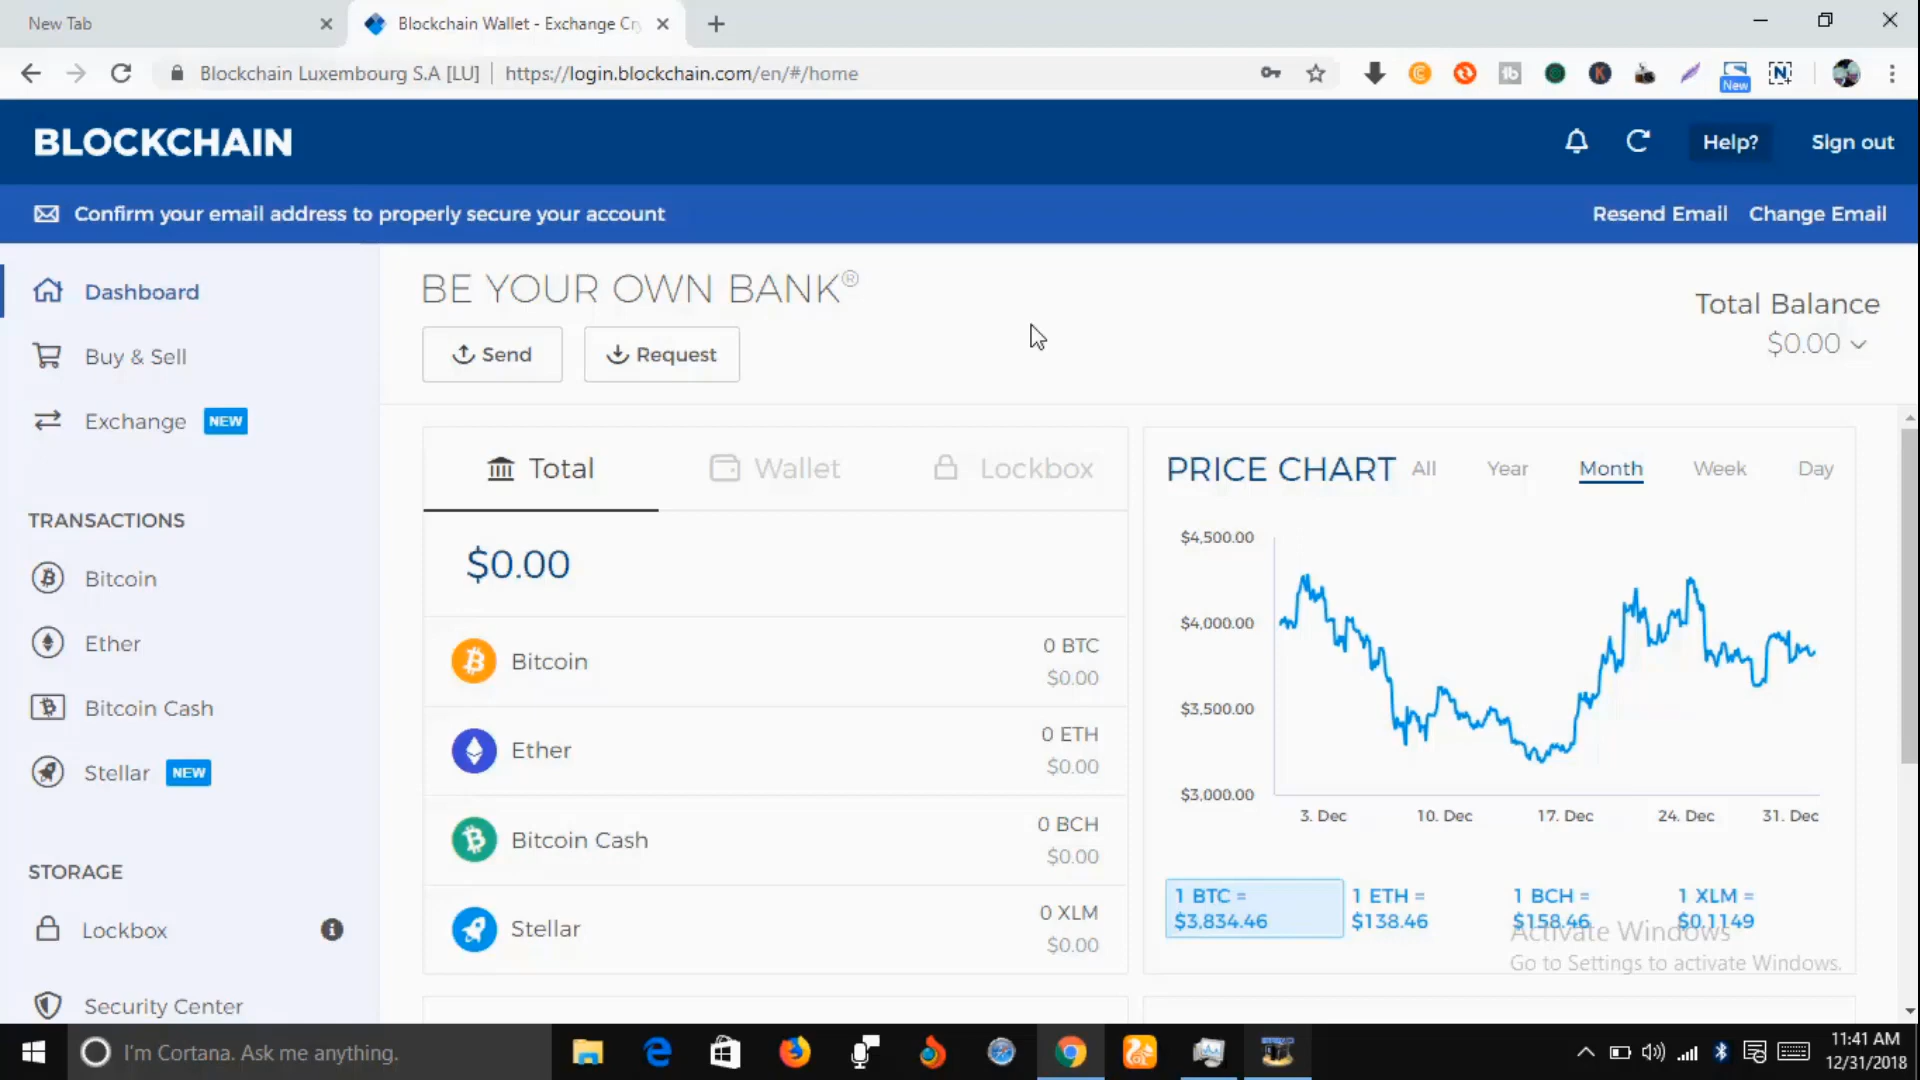 New Tab
Blockchain Wallet - Exchange Cry
Blockchain Luxembourg S.A [LU]
https://login.blockchain.com/en/#/home
New
BLOCKCHAIN
Help?
Sign out
Confirm your email address to properly secure your account
Resend Email
Change Email
Dashboard
Buy & Sell
Exchange NEW
TRANSACTIONS
Bitcoin
Ether
Bitcoin Cash
Stellar NEW
STORAGE
Lockbox
Security Center
BE YOUR OWN BANK®
Send
Request
Total Balance
$0.00
Total
Wallet
Lockbox
$0.00
Bitcoin
0 BTC
$0.00
Ether
0 ETH
$0.00
Bitcoin Cash
0 BCH
$0.00
Stellar
0 XLM
$0.00
PRICE CHART
All
Year
Month
Week
Day
$4,500.00
$4,000.00
$3,500.00
$3,000.00
3. Dec
10. Dec
17. Dec
24. Dec
31. Dec
1 BTC =
$3,834.46
1 ETH =
$138.46
1 BCH =
$158.46
1 XLM =
$0.1149
Activate Windows
Go to Settings to activate Windows.
I'm Cortana. Ask me anything.
11:41 AM
12/31/2018